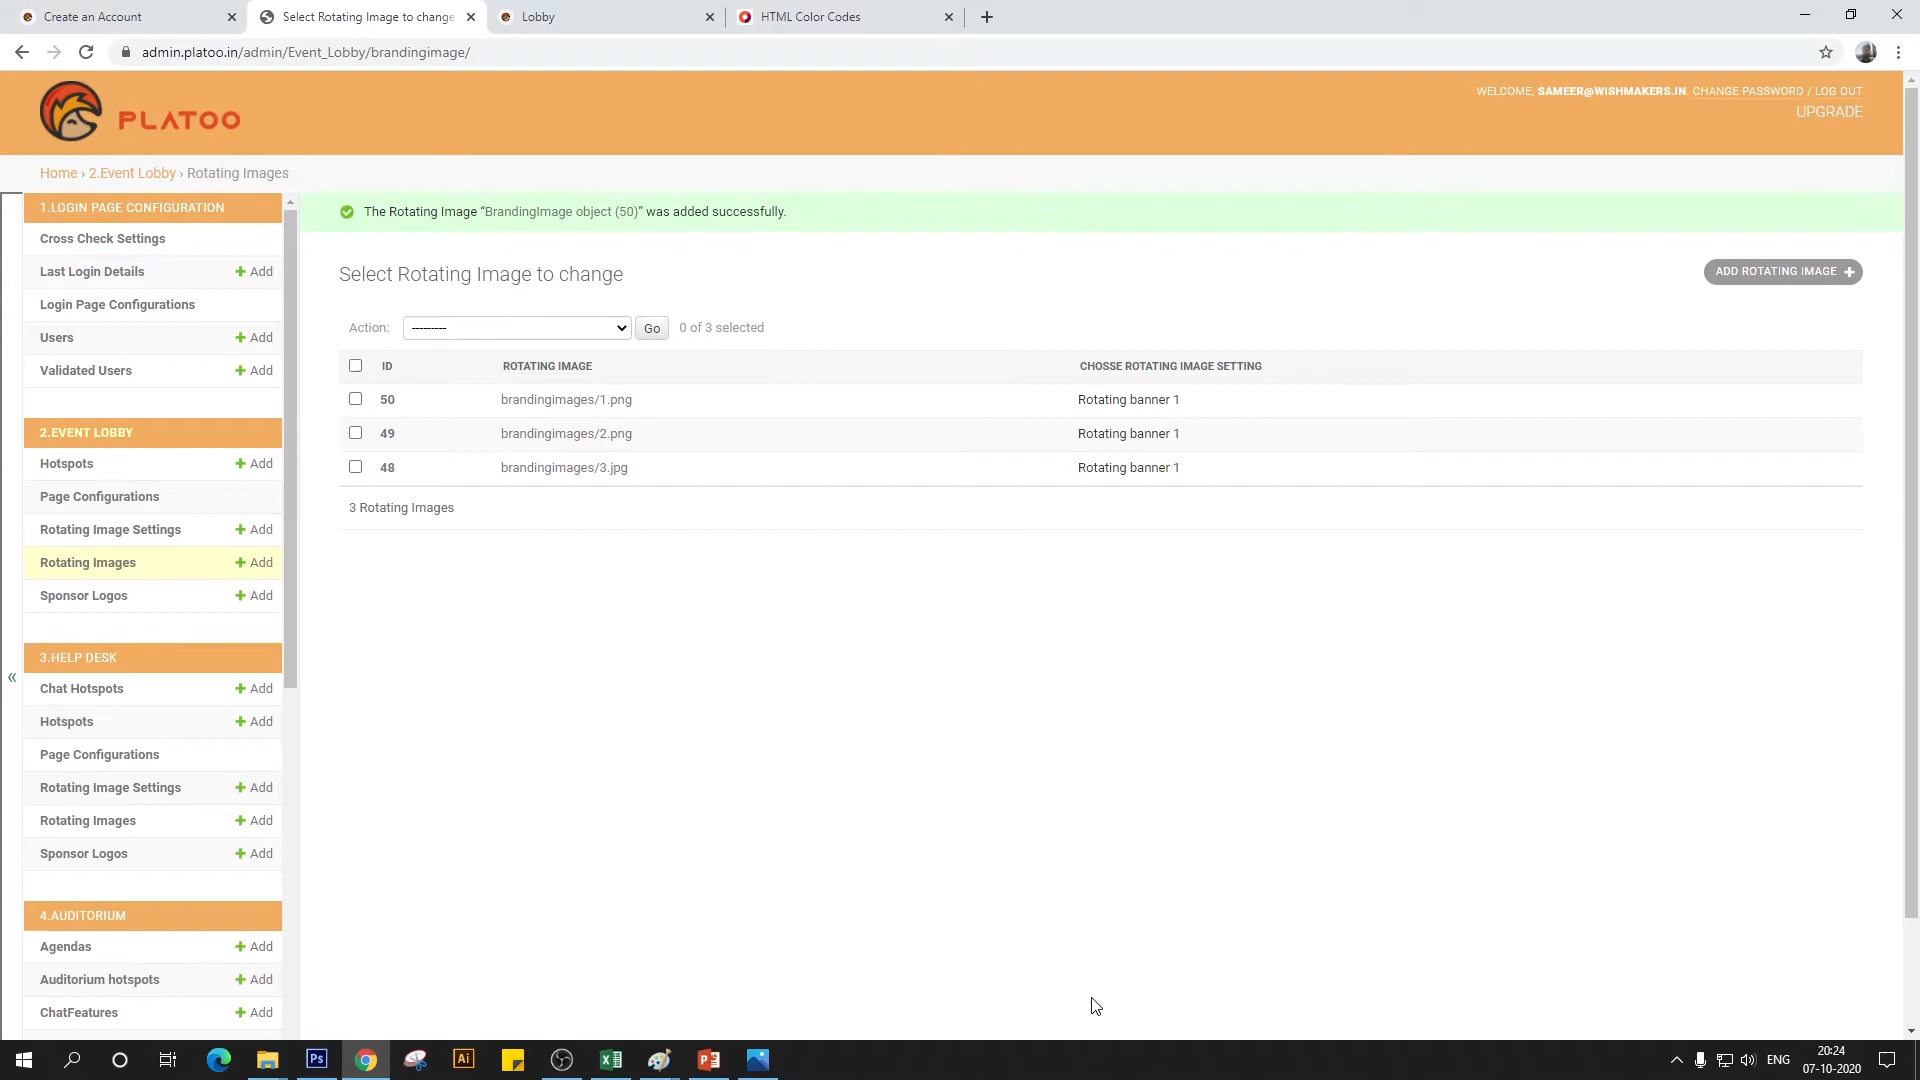 Create an Account
Select Rotating Image to change
Lobby
HTML Color Codes
admin.platoo.in/admin/Event_Lobby/brandingimage/
PLATOO
WELCOME, SAMEER@WISHMAKERS.IN. CHANGE PASSWORD / LOG OUT
UPGRADE
Home › 2.Event Lobby › Rotating Images
1.LOGIN PAGE CONFIGURATION
Cross Check Settings
Last Login Details Add
Login Page Configurations
Users Add
Validated Users Add
2.EVENT LOBBY
Hotspots Add
Page Configurations
Rotating Image Settings Add
Rotating Images Add
Sponsor Logos Add
3.HELP DESK
Chat Hotspots Add
Hotspots Add
Page Configurations
Rotating Image Settings Add
Rotating Images Add
Sponsor Logos Add
4.AUDITORIUM
Agendas Add
Auditorium hotspots Add
ChatFeatures Add
The Rotating Image “BrandingImage object (50)” was added successfully.
Select Rotating Image to change
ADD ROTATING IMAGE +
Action: --------- Go 0 of 3 selected
ID ROTATING IMAGE CHOSSE ROTATING IMAGE SETTING
50 brandingimages/1.png Rotating banner 1
49 brandingimages/2.png Rotating banner 1
48 brandingimages/3.jpg Rotating banner 1
3 Rotating Images
Ps
Ai
ENG
20:24
07-10-2020